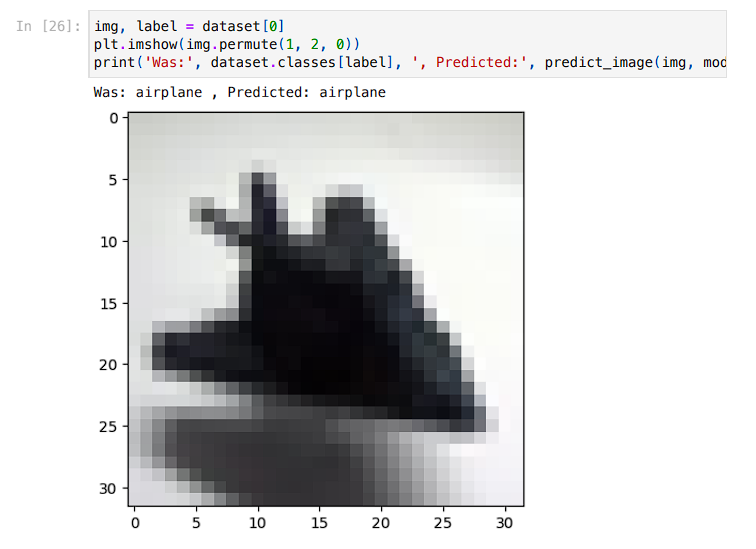 In [26]:
img, label = dataset[0]
plt.imshow(img.permute(1, 2, 0))
print('Was:', dataset.classes[label], ', Predicted:', predict_image(img, mod
Was: airplane , Predicted: airplane
0
5
10
15
20
25
30
0 5 10 15 20 25 30